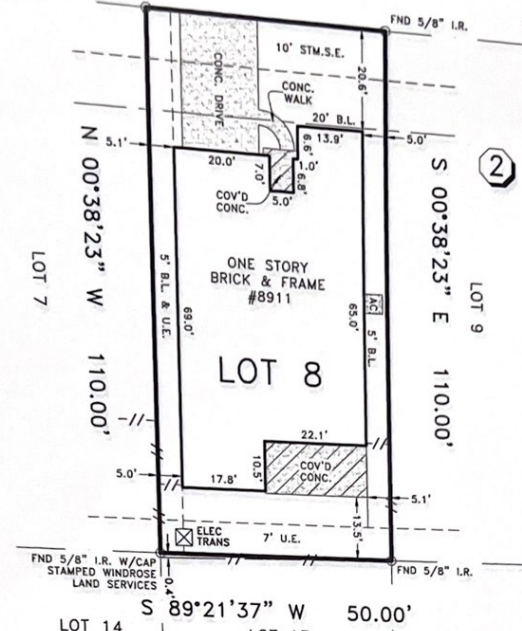 FND 5/8" I.R.
10' STM.S.E.
20.6'
CONC. DRIVE
CONC.
WALK
20' B.L.
13.9'
5.1'
5.0'
20.0'
7.0'
6.6'
1.0'
6.8'
5.0'
COV'D
CONC.
2
N 00°38'23" W 110.00'
S 00°38'23" E 110.00'
LOT 7
LOT 9
5' B.L. & U.E.
69.0'
ONE STORY
BRICK & FRAME
#8911
65.0'
AC
5' B.L.
LOT 8
22.1'
10.5'
COV'D
CONC.
5.0'
17.8'
5.1'
13.5'
ELEC
TRANS
7' U.E.
FND 5/8" I.R. W/CAP
STAMPED WINDROSE
LAND SERVICES
0.4'
FND 5/8" I.R.
S 89°21'37" W 50.00'
LOT 14